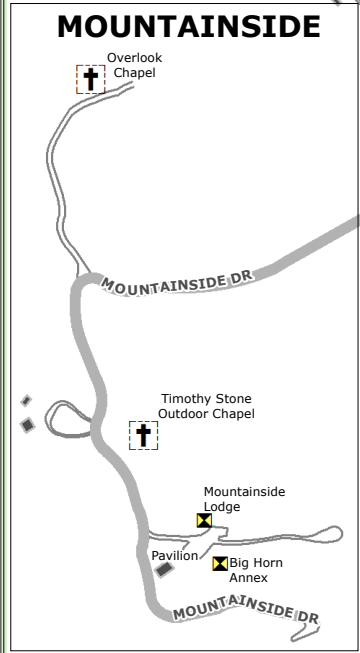 MOUNTAINSIDE
Overlook
Chapel
MOUNTAINSIDE DR
Timothy Stone
Outdoor Chapel
Mountainside
Lodge
Pavilion
Big Horn
Annex
MOUNTAINSIDE DR